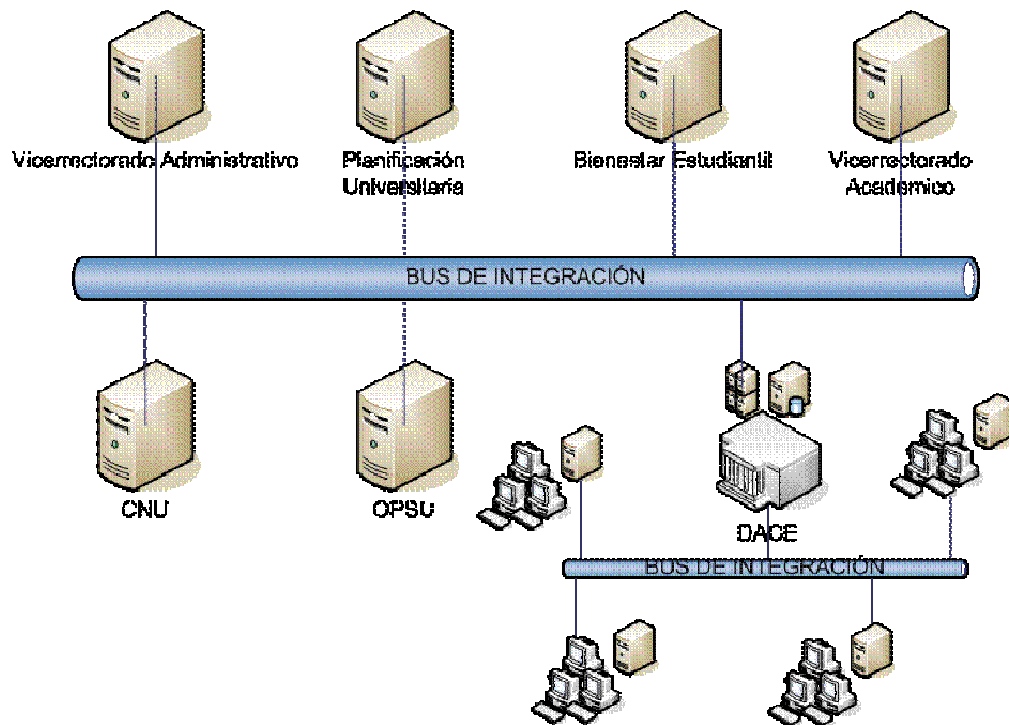 Vicerrectorado Administrativo
Planificación
Universitaria
Bienestar Estudiantil
Vicerrectorado
Academico
BUS DE INTEGRACIÓN
CNU
OPSU
DACE
BUS DE INTEGRACIÓN